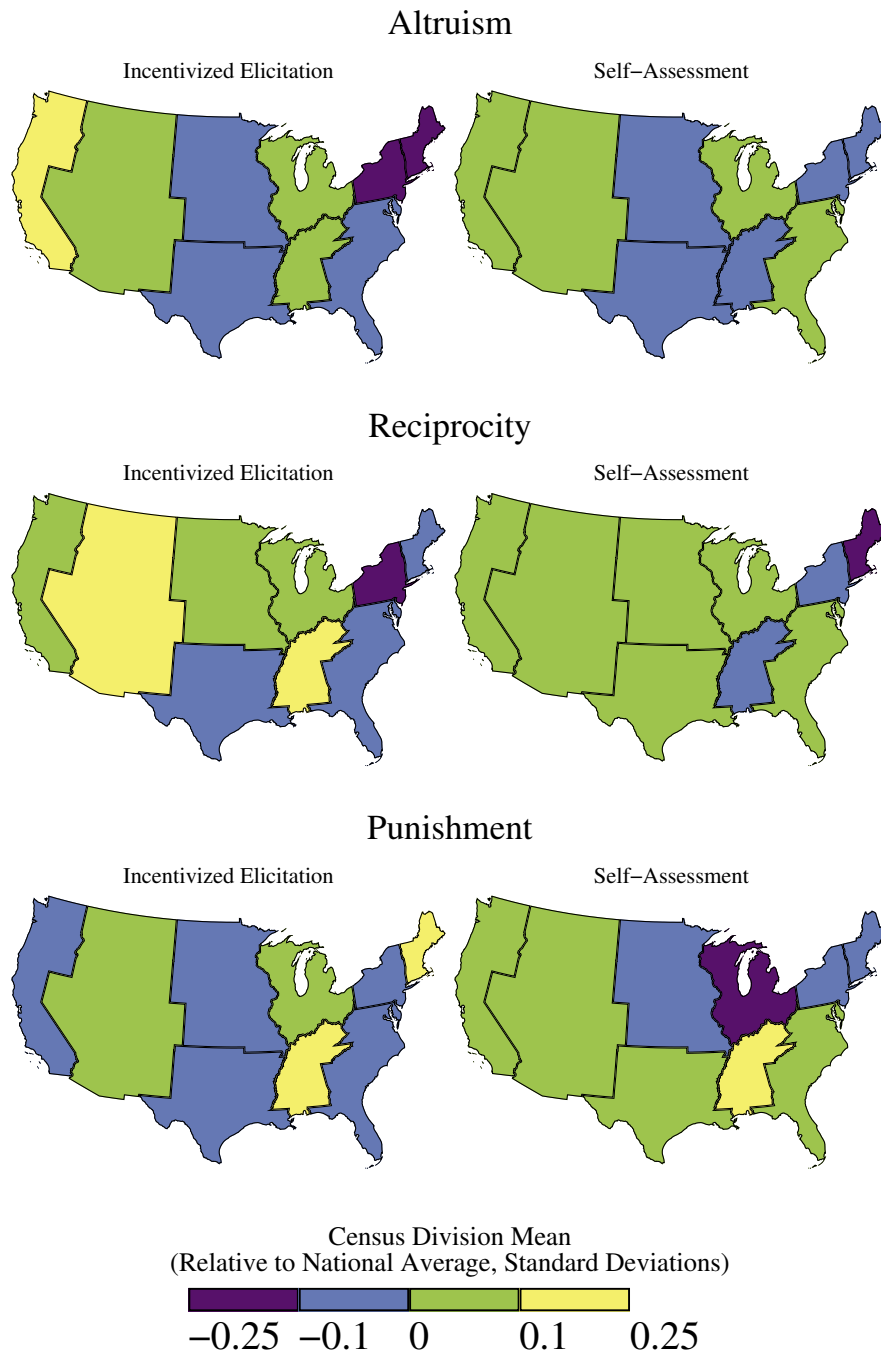 Altruism
Incentivized Elicitation
Self−Assessment
Reciprocity
Incentivized Elicitation
Self−Assessment
Punishment
Incentivized Elicitation
Self−Assessment
Census Division Mean
(Relative to National Average, Standard Deviations)
−0.25 −0.1 0 0.1 0.25